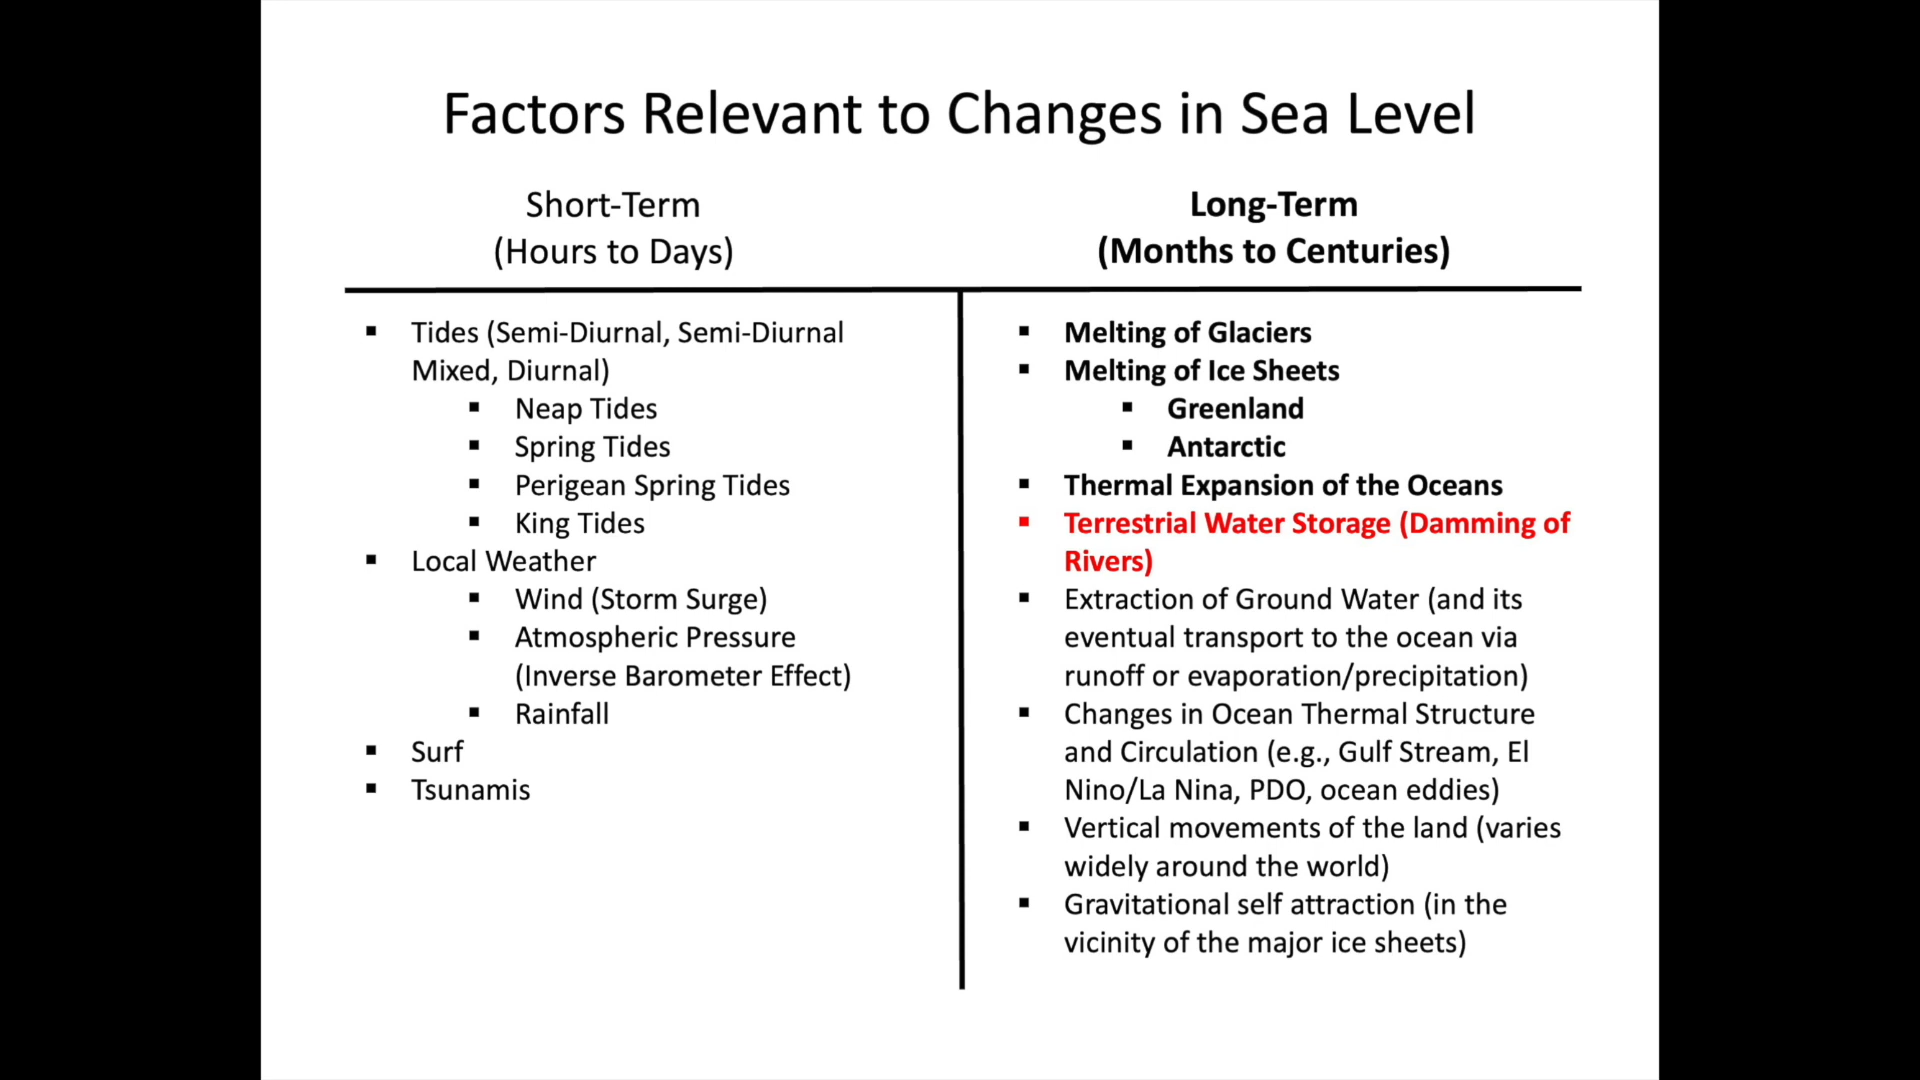 Factors Relevant to Changes in Sea Level
Short-Term
(Hours to Days)
▪ Tides (Semi-Diurnal, Semi-Diurnal
Mixed, Diurnal)
▪ Neap Tides
▪ Spring Tides
▪ Perigean Spring Tides
▪ King Tides
▪ Local Weather
▪ Wind (Storm Surge)
▪ Atmospheric Pressure
(Inverse Barometer Effect)
▪ Rainfall
▪ Surf
▪ Tsunamis
Long-Term
(Months to Centuries)
▪ Melting of Glaciers
▪ Melting of Ice Sheets
▪ Greenland
▪ Antarctic
▪ Thermal Expansion of the Oceans
▪ Terrestrial Water Storage (Damming of
Rivers)
▪ Extraction of Ground Water (and its
eventual transport to the ocean via
runoff or evaporation/precipitation)
▪ Changes in Ocean Thermal Structure
and Circulation (e.g., Gulf Stream, El
Nino/La Nina, PDO, ocean eddies)
▪ Vertical movements of the land (varies
widely around the world)
▪ Gravitational self attraction (in the
vicinity of the major ice sheets)